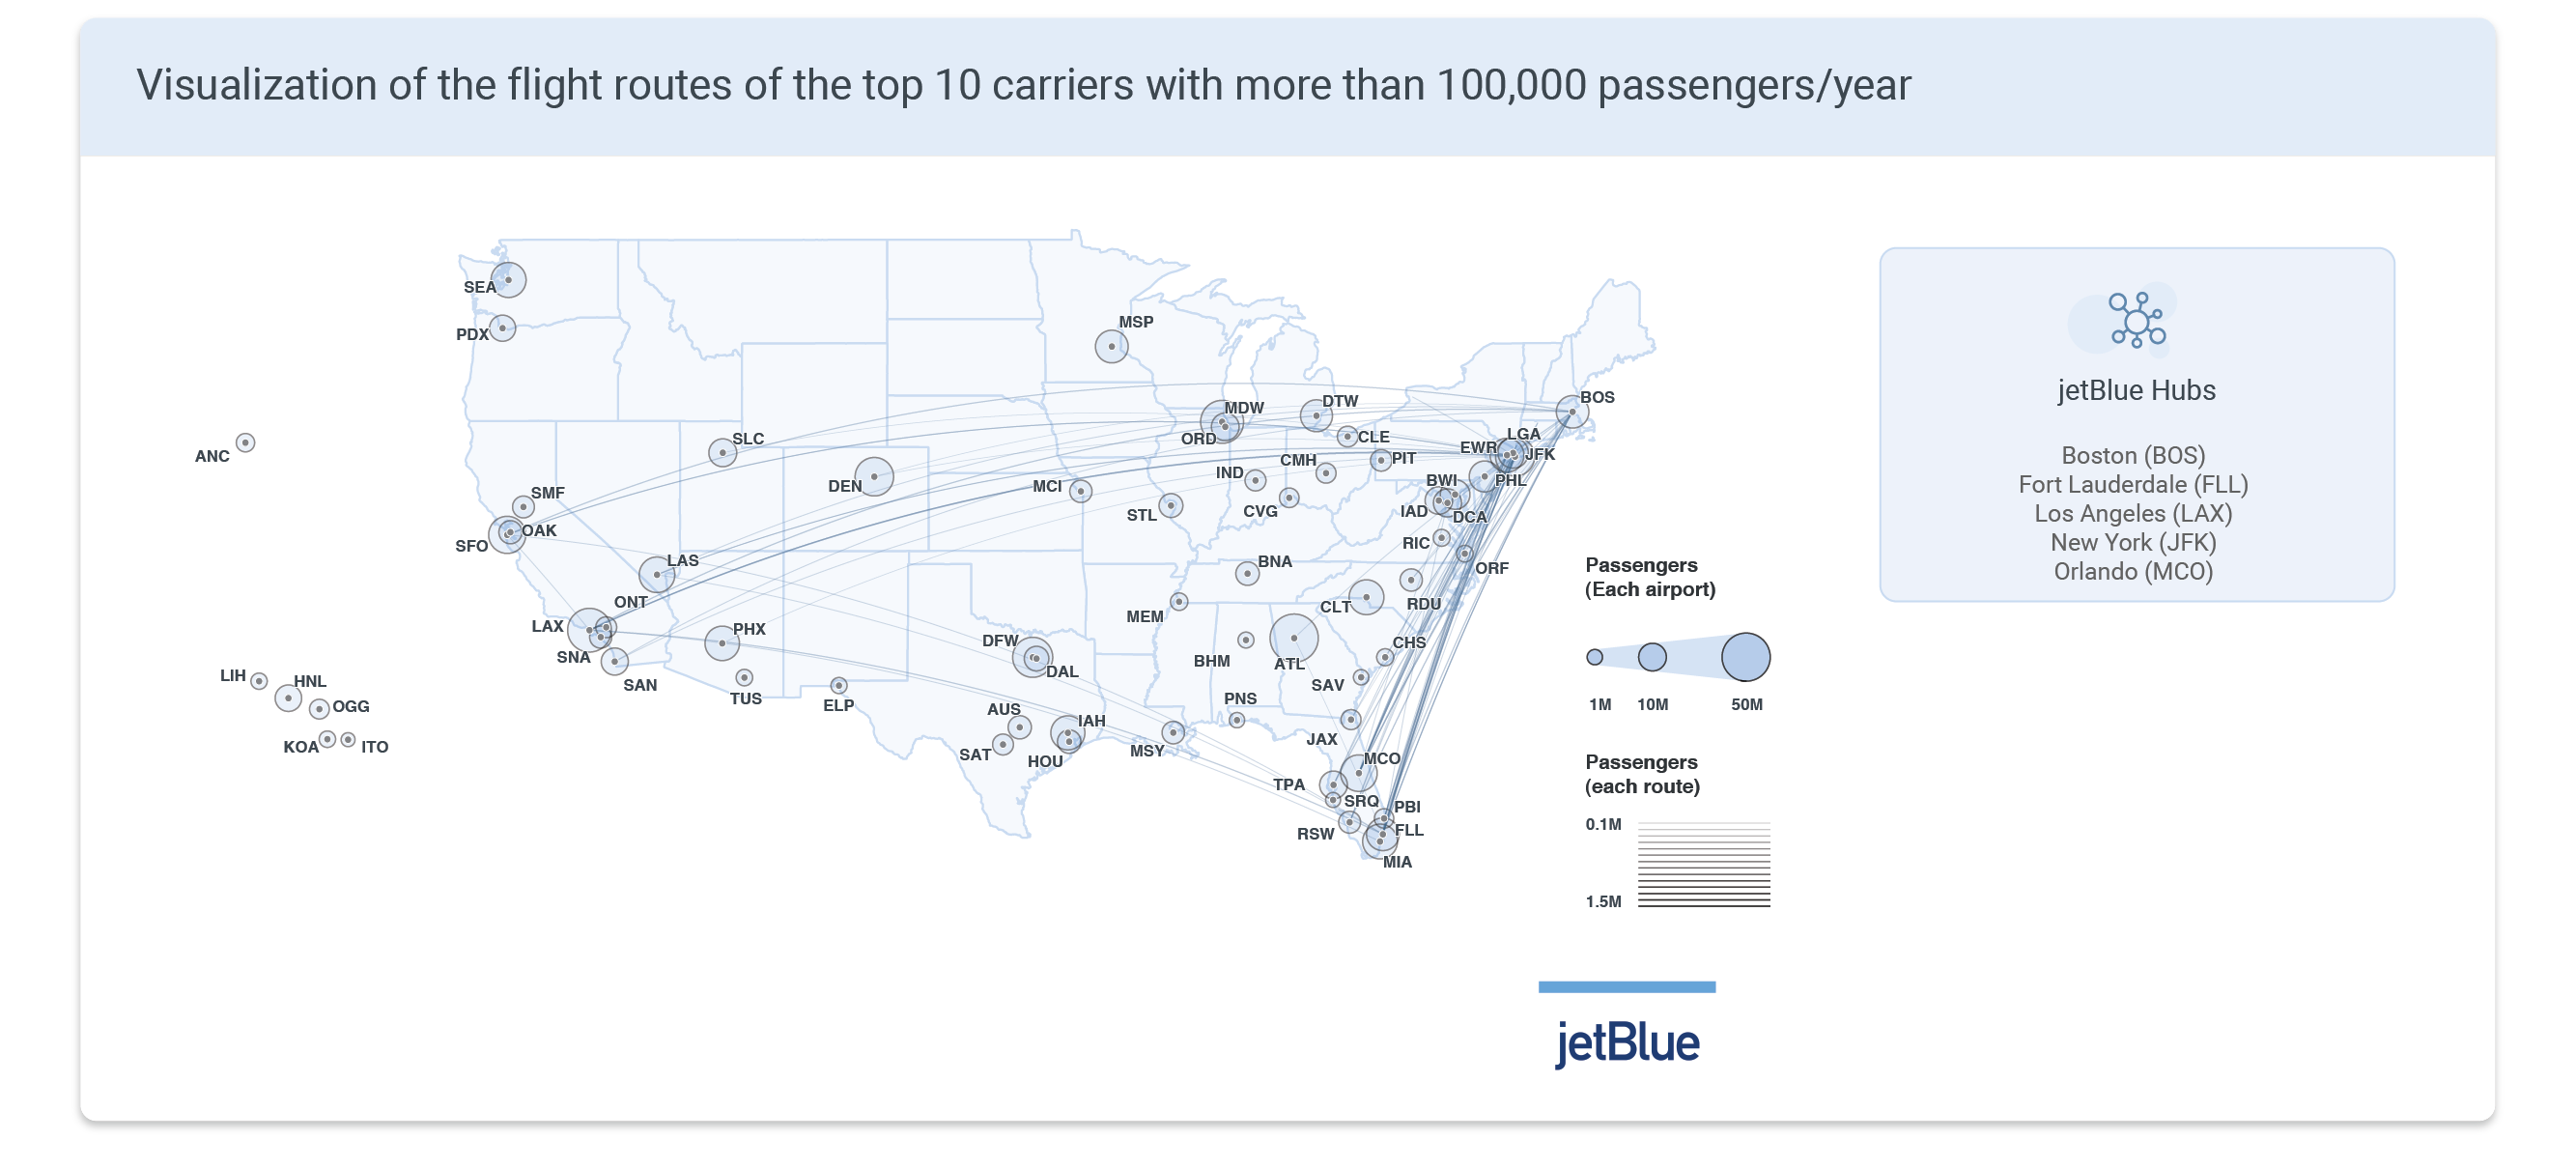 Visualization of the flight routes of the top 10 carriers with more than 100,000 passengers/year
SEA
PDX
MSP
BOS
MDW
DTW
ORD
SLC
CLE
LGA
EWR
JFK
ANC
DEN
CMH
PIT
IND
BWI
PHL
SMF
MCI
STL
CVG
IAD
DCA
OAK
SFO
RIC
LAS
BNA
ORF
ONT
MEM
CLT
RDU
LAX
PHX
DFW
CHS
SNA
DAL
BHM
ATL
LIH
HNL
SAN
TUS
SAV
OGG
ELP
AUS
IAH
PNS
KOA
ITO
SAT
HOU
MSY
JAX
MCO
TPA
SRQ
PBI
RSW
FLL
MIA
Passengers
(Each airport)
1M 10M 50M
Passengers
(each route)
0.1M
1.5M
jetBlue
jetBlue Hubs
Boston (BOS)
Fort Lauderdale (FLL)
Los Angeles (LAX)
New York (JFK)
Orlando (MCO)